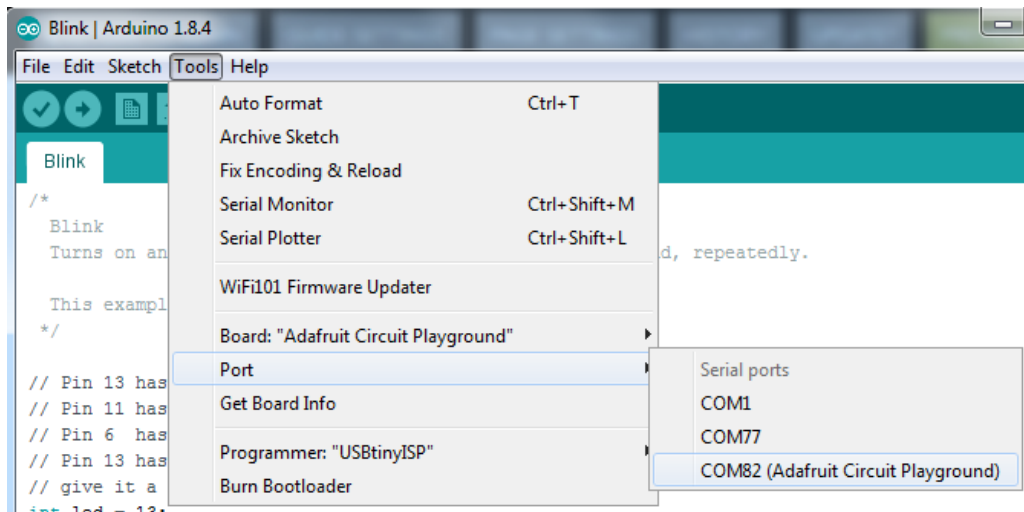 Blink | Arduino 1.8.4
File Edit Sketch Tools Help
Auto Format Ctrl+T
Archive Sketch
Fix Encoding & Reload
Serial Monitor Ctrl+Shift+M
Serial Plotter Ctrl+Shift+L
WiFi101 Firmware Updater
Board: "Adafruit Circuit Playground"
Port
Get Board Info
Programmer: "USBtinyISP"
Burn Bootloader
Serial ports
COM1
COM77
COM82 (Adafruit Circuit Playground)
Blink
/*
Blink
Turns on an d, repeatedly.
This exampl
*/
// Pin 13 has
// Pin 11 has
// Pin 6 has
// Pin 13 has
// give it a
int led = 13;